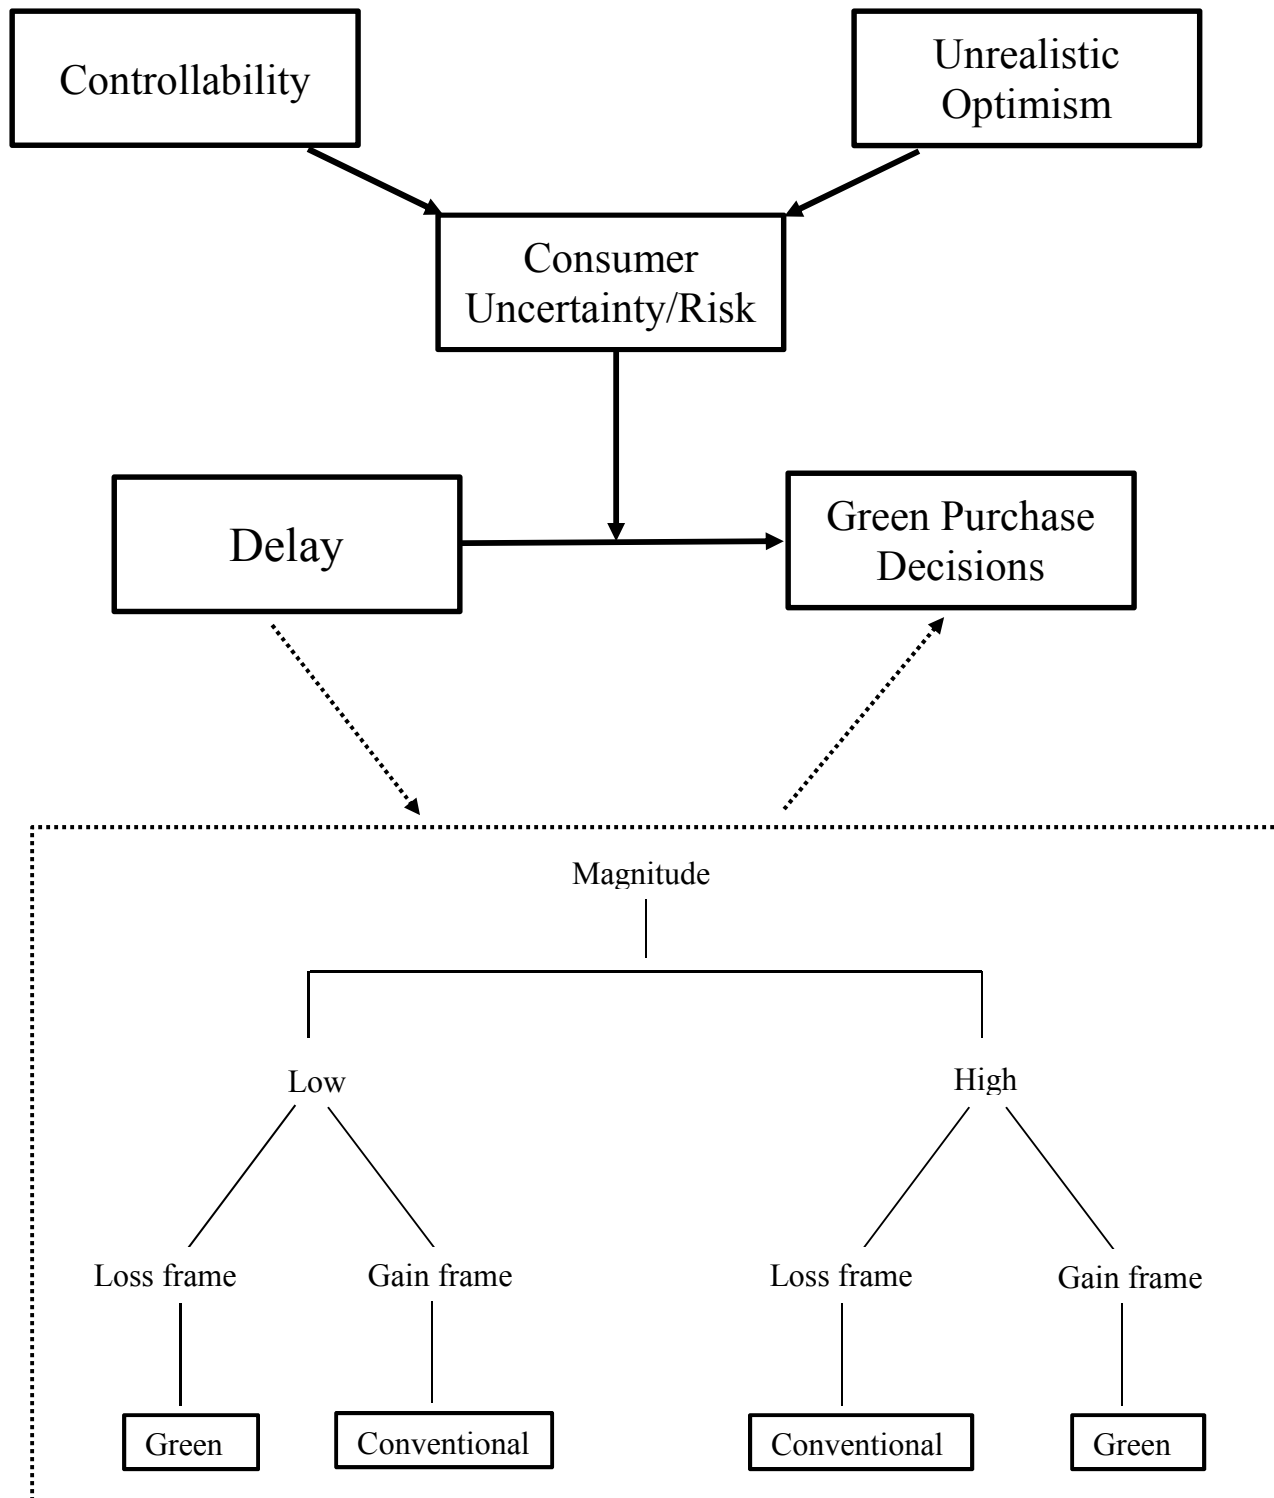 Controllability
Unrealistic
Optimism
Consumer
Uncertainty/Risk
Delay
Green Purchase
Decisions
Magnitude
Low
High
Loss frame
Gain frame
Loss frame
Gain frame
Green
Conventional
Conventional
Green